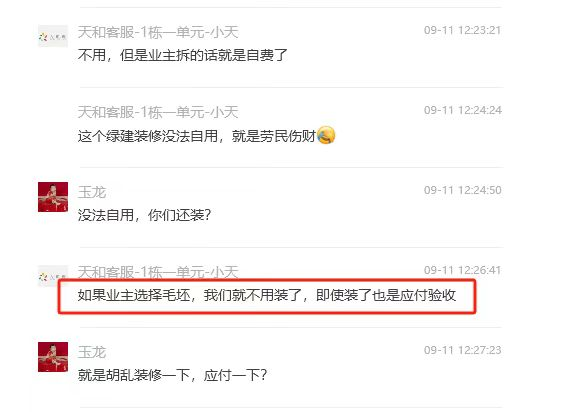 天和客服-1栋一单元-小天
09-11 12:23:21
不用，但是业主拆的话就是自费了
天和客服-1栋一单元-小天
09-11 12:24:24
这个绿建装修没法自用，就是劳民伤财
玉龙
09-11 12:24:50
没法自用，你们还装？
天和客服-1栋一单元-小天
09-11 12:26:41
如果业主选择毛坯，我们就不用装了，即使装了也是应付验收
玉龙
09-11 12:27:23
就是胡乱装修一下，应付一下？